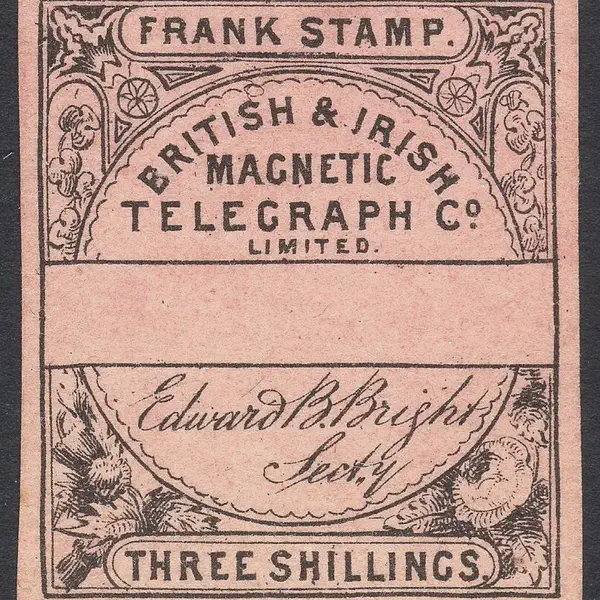 FRANK STAMP.
BRITISH & IRISH
MAGNETIC
TELEGRAPH Cº
LIMITED.
Edward B. Bright
Secty
THREE SHILLINGS.